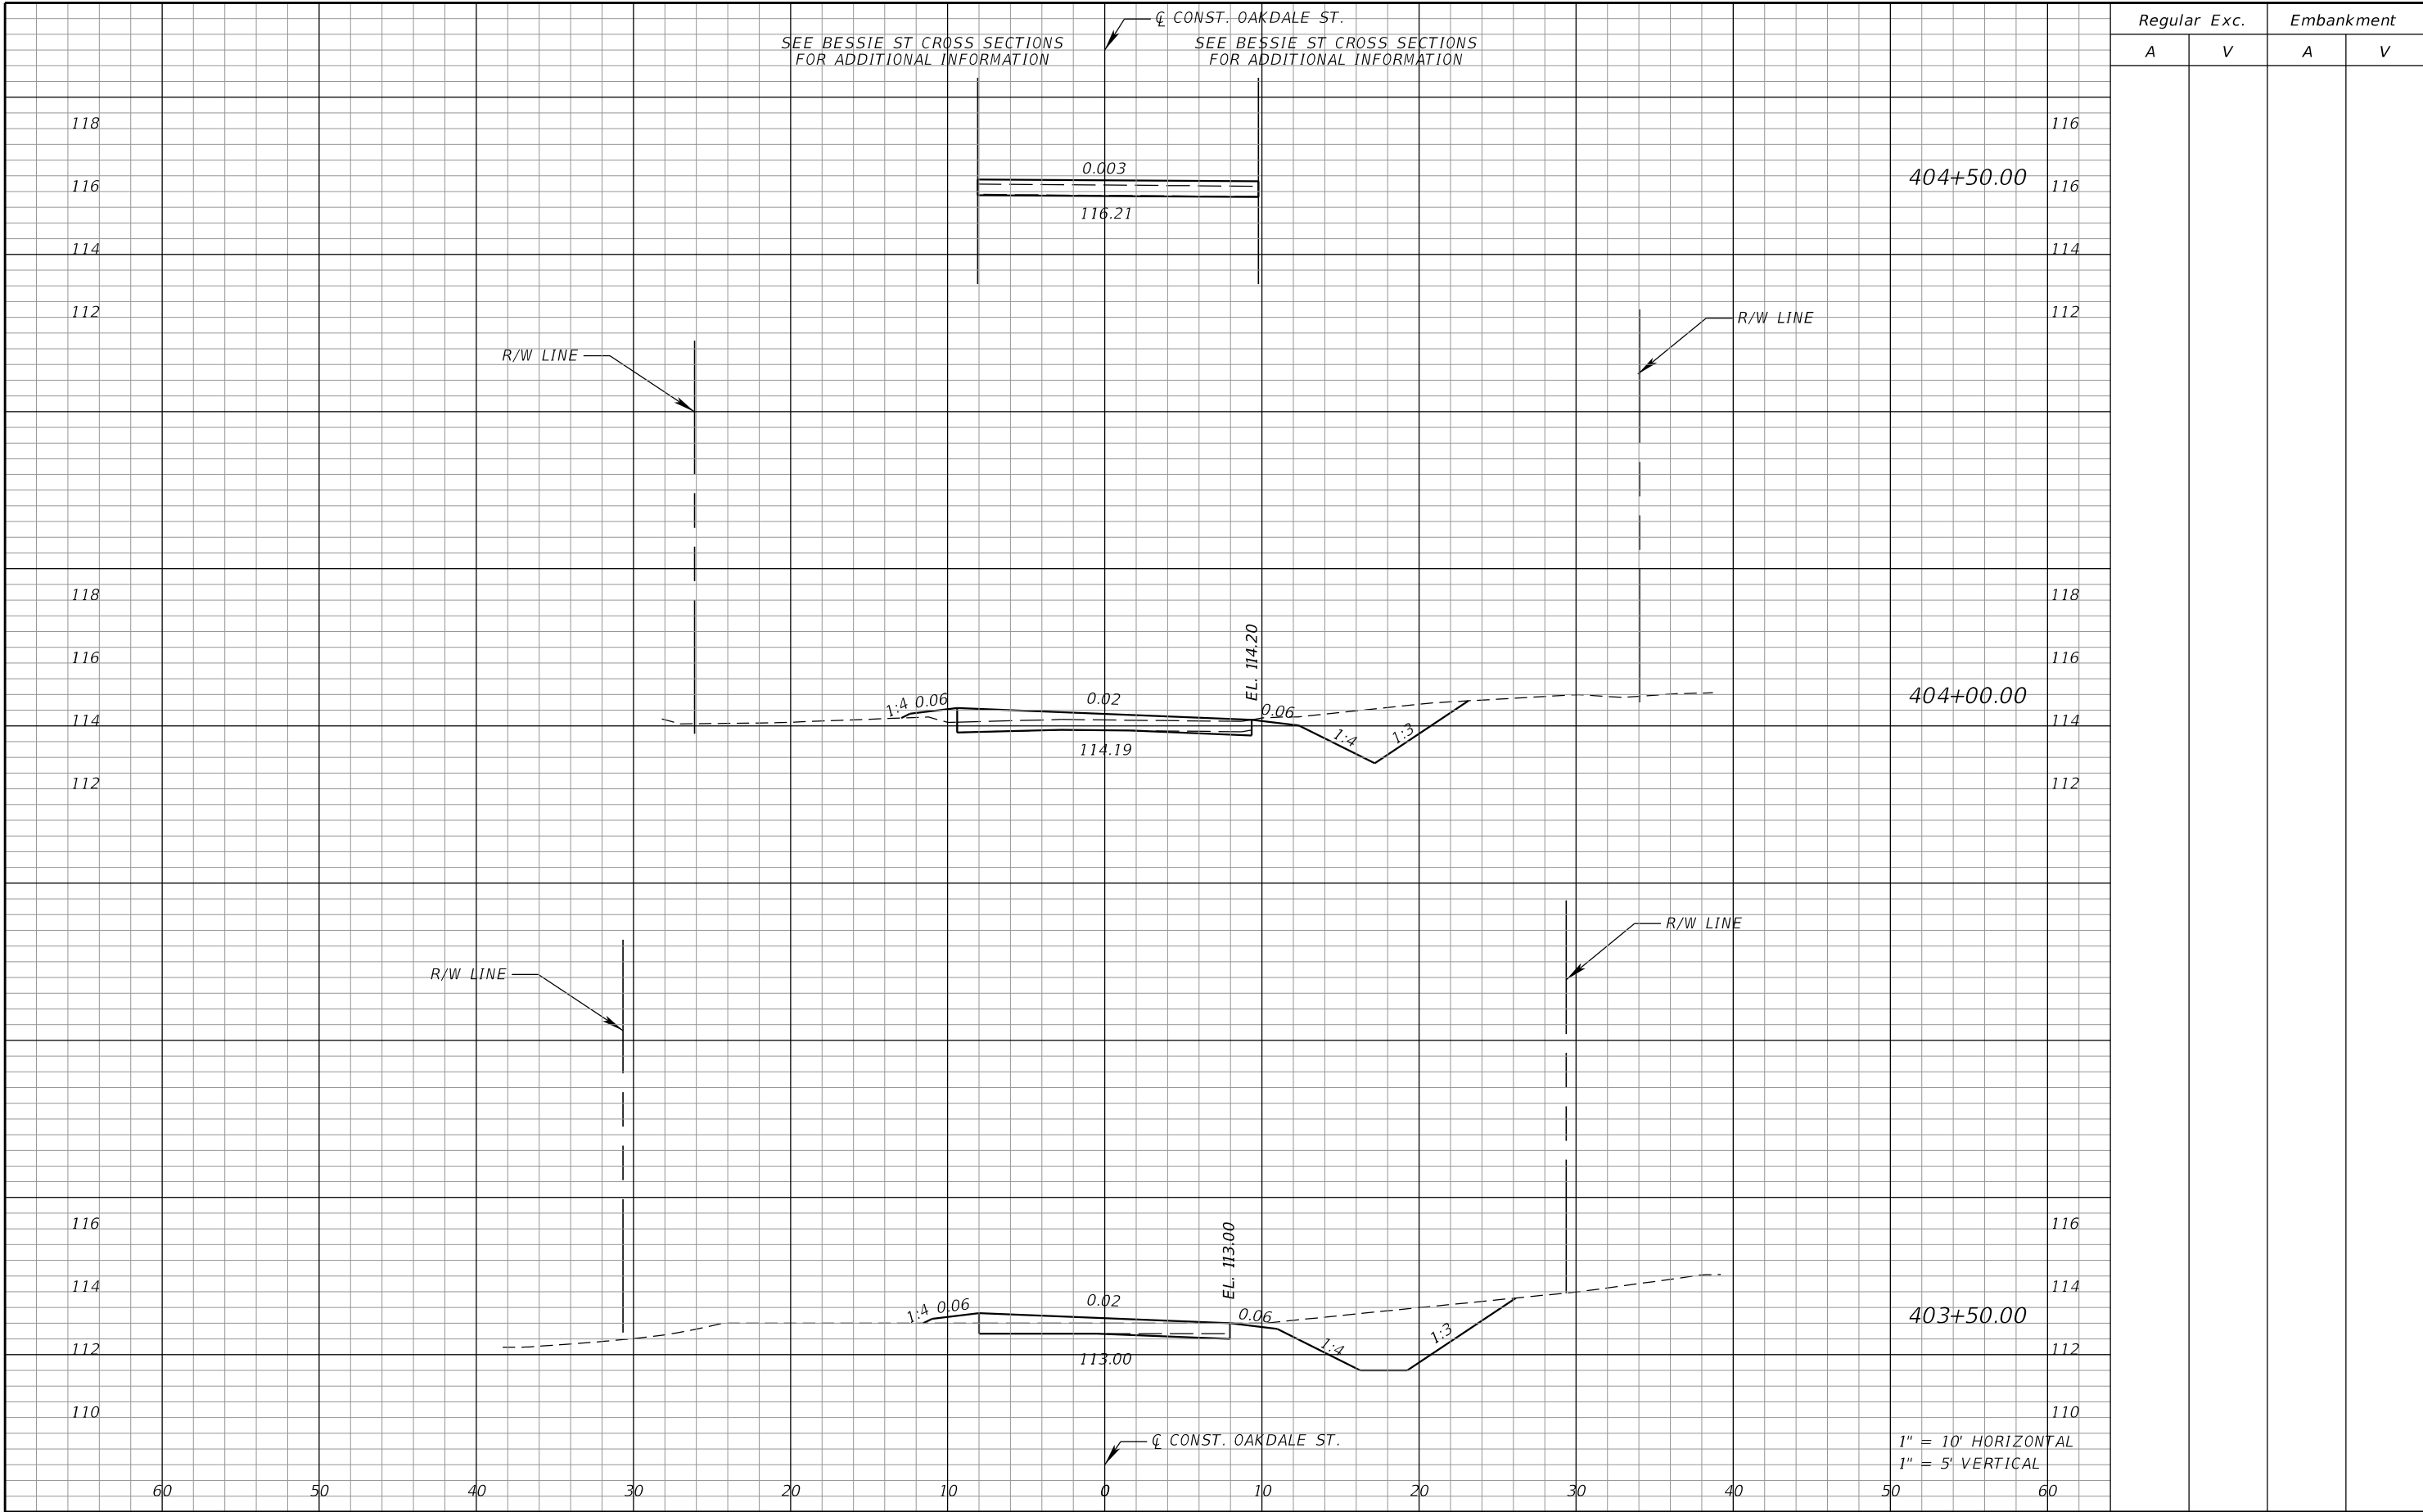 ℄ CONST. OAKDALE ST.
Regular Exc. Embankment
A V A V
SEE BESSIE ST CROSS SECTIONS
FOR ADDITIONAL INFORMATION
SEE BESSIE ST CROSS SECTIONS
FOR ADDITIONAL INFORMATION
118 116
0.003
404+50.00
116 116
116.21
114 114
112 112
R/W LINE
R/W LINE
118 118
EL. 114.20
116 116
1:4 0.06 0.02 0.06
404+00.00
114 114
1:4 1:3
114.19
112 112
R/W LINE
R/W LINE
116 116
EL. 113.00
114 114
1:4 0.06 0.02 0.06
403+50.00
1:4 1:3
112 112
113.00
110 110
℄ CONST. OAKDALE ST.
1" = 10' HORIZONTAL
1" = 5' VERTICAL
60 50 40 30 20 10 0 10 20 30 40 50 60